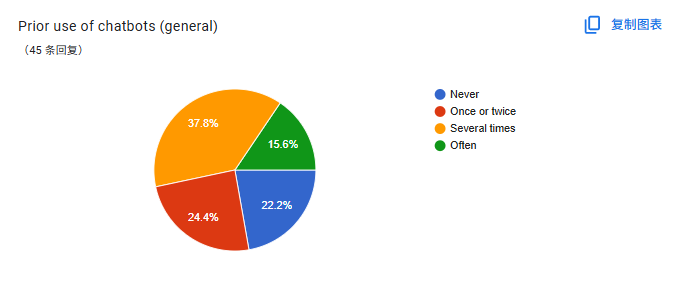 Prior use of chatbots (general)
复制图表
（45 条回复）
Never
Once or twice
Several times
Often
37.8%
15.6%
22.2%
24.4%